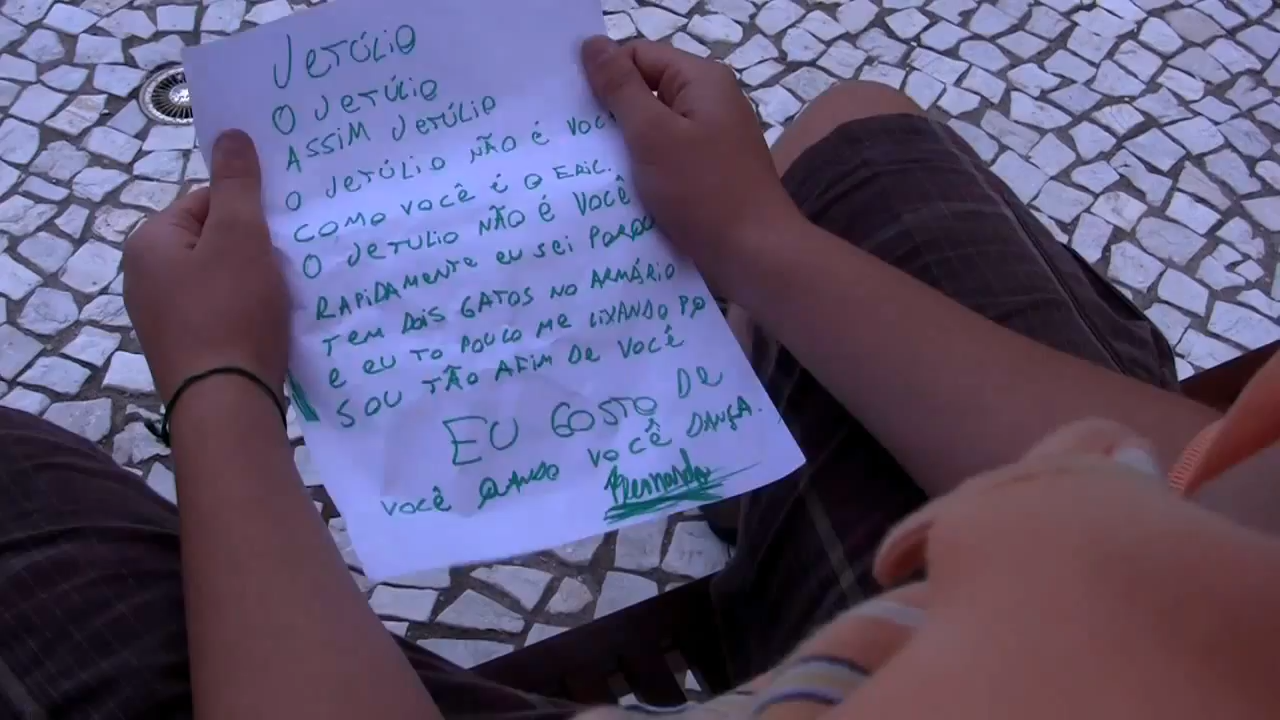 JETÚLIO
O JETÚLIO
ASSIM JETÚLIO
O JETÚLIO NÃO É VOCÊ
COMO VOCÊ É O ERIC.
O JETULIO NÃO É VOCÊ
RAPIDAMENTE EU SEI PORQU
TEM DOIS GATOS NO ARMÁRIO
E EU TO POUCO ME LIXANDO PO
SOU TÃO AFIM DE VOCÊ
EU GOSTO DE
VOCÊ QUANDO VOCÊ DANÇA.
Bernardo